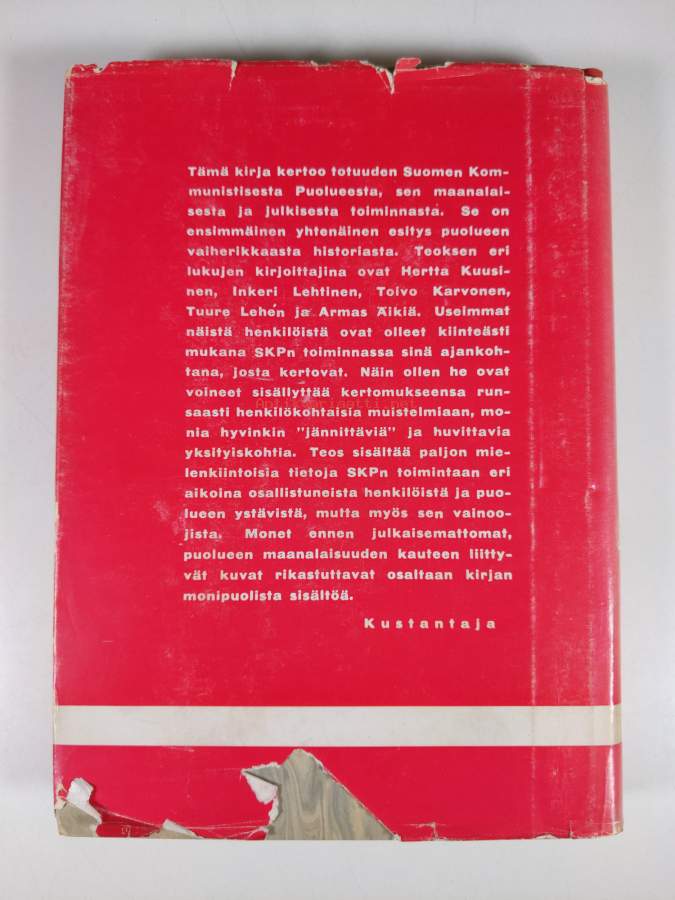 Tämä kirja kertoo totuuden Suomen Kom-
munistisesta Puolueesta, sen maanalai-
sesta ja julkisesta toiminnasta. Se on
ensimmäinen yhtenäinen esitys puolueen
vaiherikkaasta historiasta. Teoksen eri
lukujen kirjoittajina ovat Hertta Kuusi-
nen, Inkeri Lehtinen, Toivo Karvonen,
Tuure Lehén ja Armas Äikiä. Useimmat
näistä henkilöistä ovat olleet kiinteästi
mukana SKPn toiminnassa sinä ajankoh-
tana, josta kertovat. Näin ollen he ovat
voineet sisällyttää kertomukseensa run-
saasti henkilökohtaisia muistelmiaan, mo-
antikvariaatti.net
nia hyvinkin "jännittäviä" ja huvittavia
yksityiskohtia. Teos sisältää paljon mie-
lenkiintoisia tietoja SKPn toimintaan eri
aikoina osallistuneista henkilöistä ja puo-
lueen ystävistä, mutta myös sen vainoo-
jista. Monet ennen julkaisemattomat,
puolueen maanalaisuuden kauteen liitty-
vät kuvat rikastuttavat osaltaan kirjan
monipuolista sisältöä.
Kustantaja